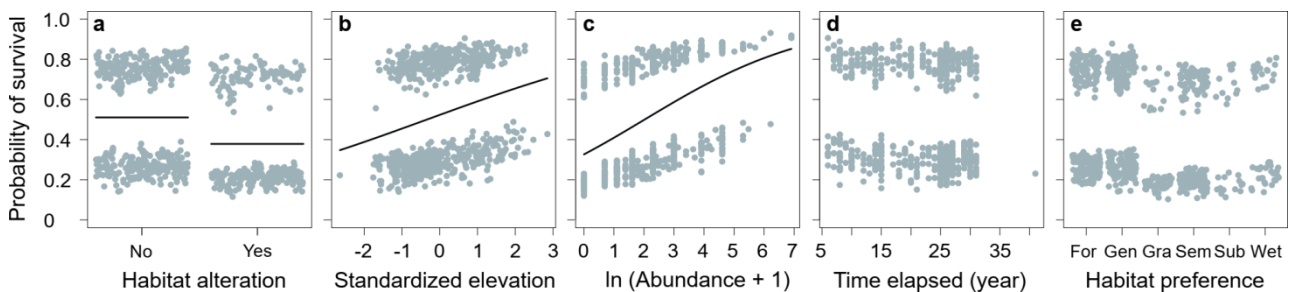 Probability of survival
1.0
0.8
0.6
0.4
0.2
0
a
No Yes
Habitat alteration
b
-2 -1 0 1 2 3
Standardized elevation
c
0 1 2 3 4 5 6 7
ln (Abundance + 1)
d
5 15 25 35
Time elapsed (year)
e
For Gen Gra Sem Sub Wet
Habitat preference